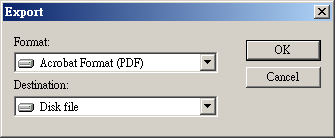 Export
Format:
Acrobat Format (PDF)
OK
Cancel
Destination:
Disk file